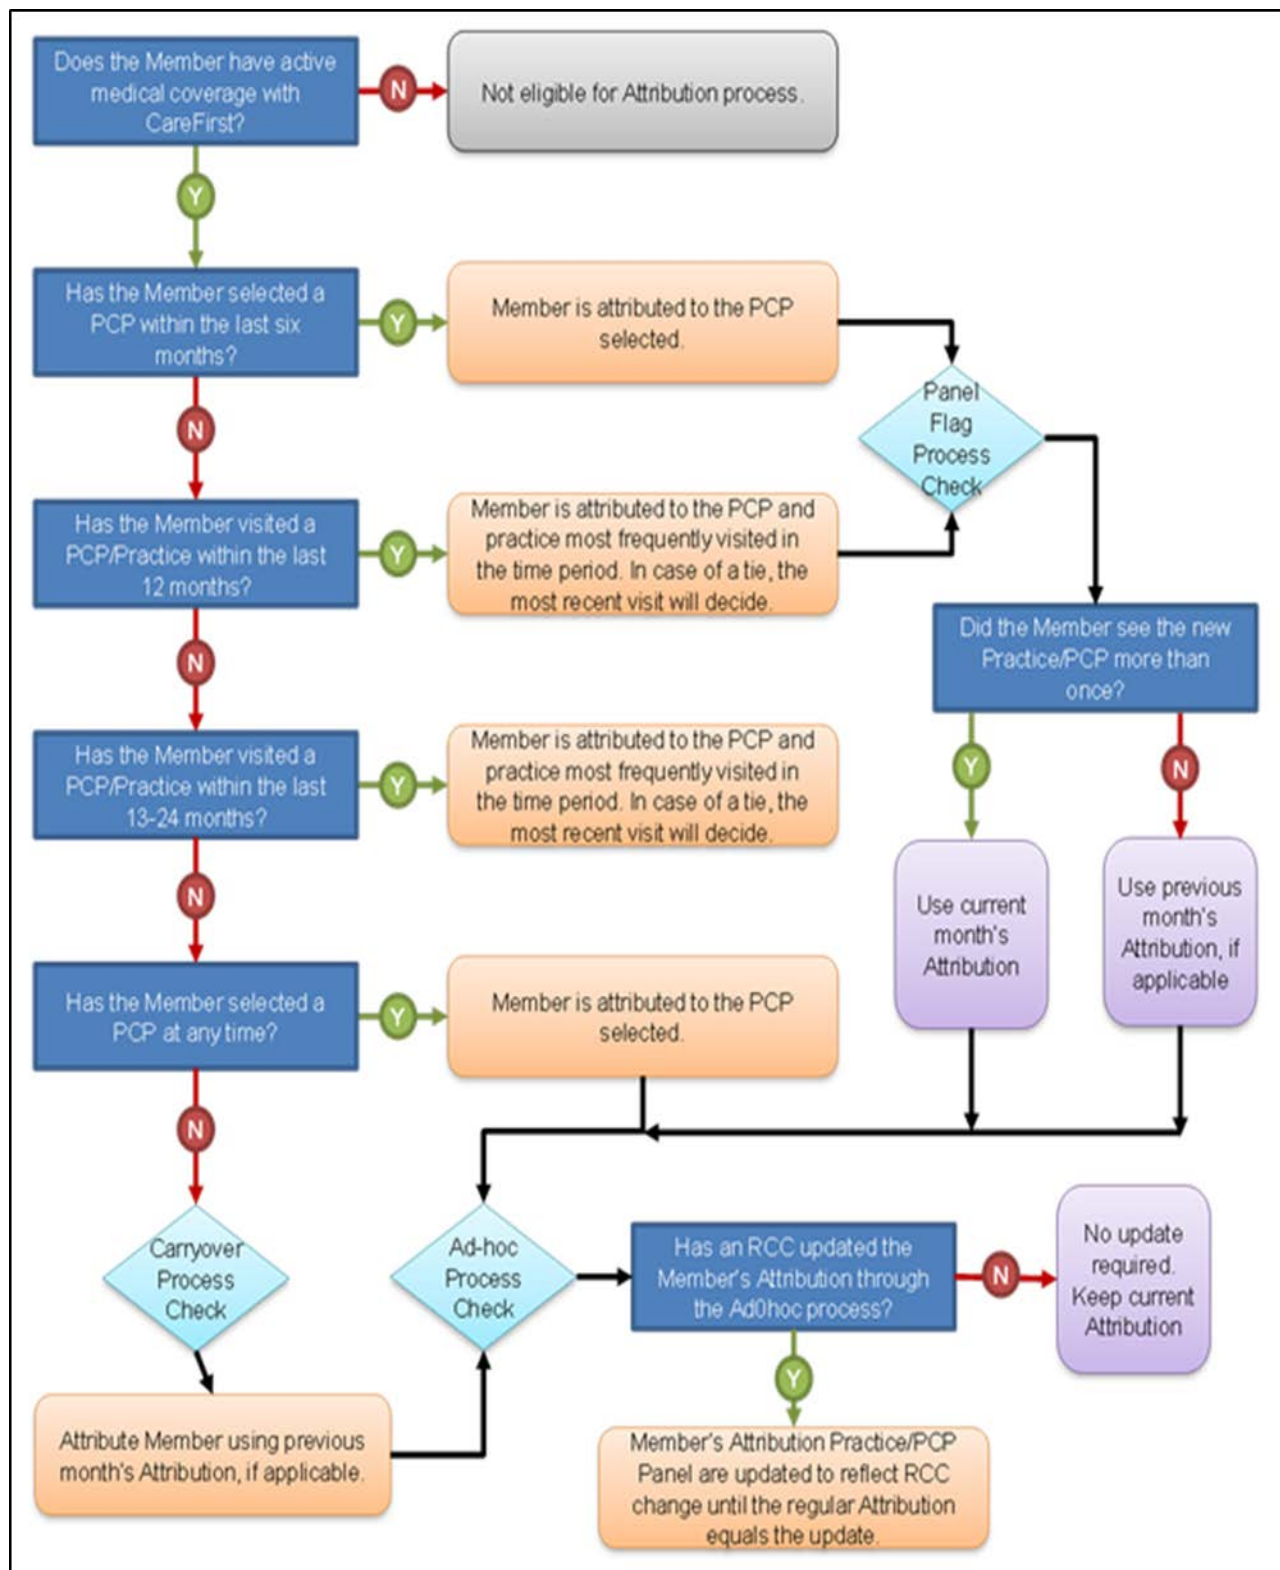 Does the Member have active
medical coverage with
CareFirst?
N
Not eligible for Attribution process.
Y
Has the Member selected a
PCP within the last six
months?
Y
Member is attributed to the PCP
selected.
Panel
Flag
Process
Check
N
Has the Member visited a
PCP/Practice within the last
12 months?
Y
Member is attributed to the PCP and
practice most frequently visited in
the time period. In case of a tie, the
most recent visit will decide.
Did the Member see the new
Practice/PCP more than
once?
N
Has the Member visited a
PCP/Practice within the last
13-24 months?
Y
Member is attributed to the PCP and
practice most frequently visited in
the time period. In case of a tie, the
most recent visit will decide.
Y
N
Use current
month's
Attribution
Use previous
month's
Attribution, if
applicable
N
Has the Member selected a
PCP at any time?
Y
Member is attributed to the PCP
selected.
N
Carryover
Process
Check
Ad-hoc
Process
Check
Has an RCC updated the
Member's Attribution through
the Ad0hoc process?
N
No update
required.
Keep current
Attribution
Y
Attribute Member using previous
month's Attribution, if applicable.
Member's Attribution Practice/PCP
Panel are updated to reflect RCC
change until the regular Attribution
equals the update.